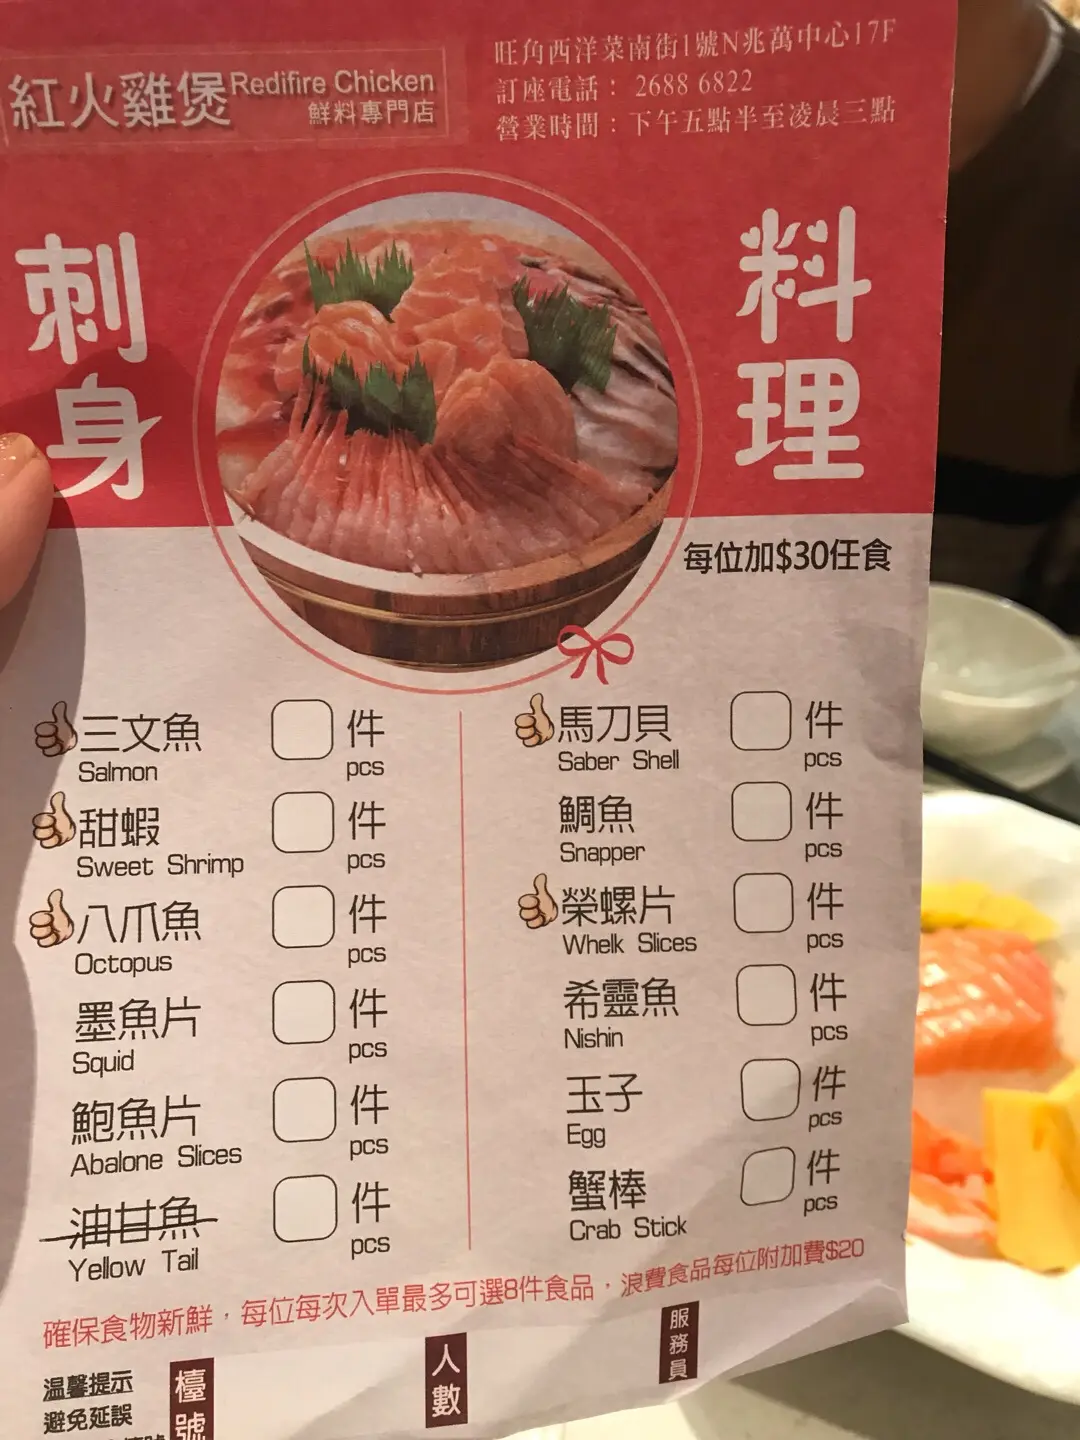 紅火雞煲 Redifire Chicken
鮮料專門店
旺角西洋菜南街1號N兆萬中心17F
訂座電話： 2688 6822
營業時間：下午五點半至凌晨三點
刺身
料理
每位加$30任食
三文魚 件
Salmon pcs
甜蝦 件
Sweet Shrimp pcs
八爪魚 件
Octopus pcs
墨魚片 件
Squid pcs
鮑魚片 件
Abalone Slices pcs
油甘魚 件
Yellow Tail pcs
馬刀貝 件
Saber Shell pcs
鯛魚 件
Snapper pcs
榮螺片 件
Whelk Slices pcs
希靈魚 件
Nishin pcs
玉子 件
Egg pcs
蟹棒 件
Crab Stick pcs
確保食物新鮮，每位每次入單最多可選8件食品，浪費食品每位附加費$20
溫馨提示
避免延誤
檯號
人數
服務員